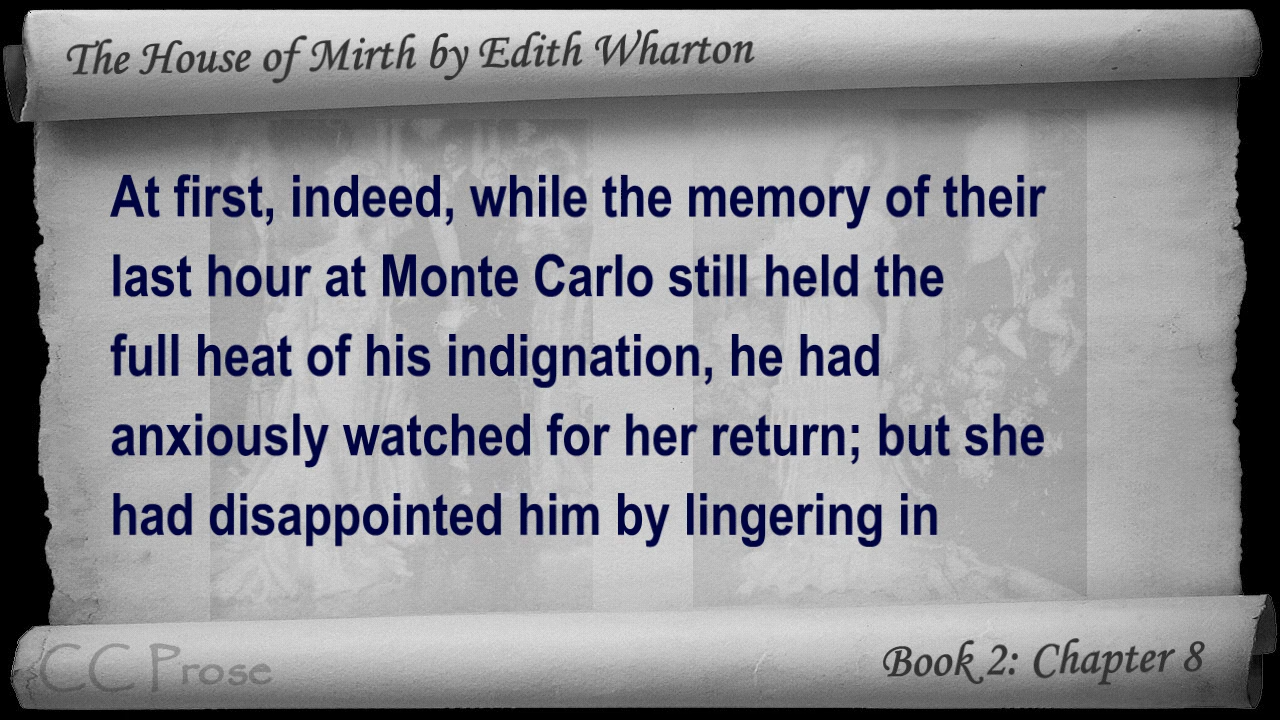 The House of Mirth by Edith Wharton
At first, indeed, while the memory of their
last hour at Monte Carlo still held the
full heat of his indignation, he had
anxiously watched for her return; but she
had disappointed him by lingering in
CC Prose
Book 2: Chapter 8